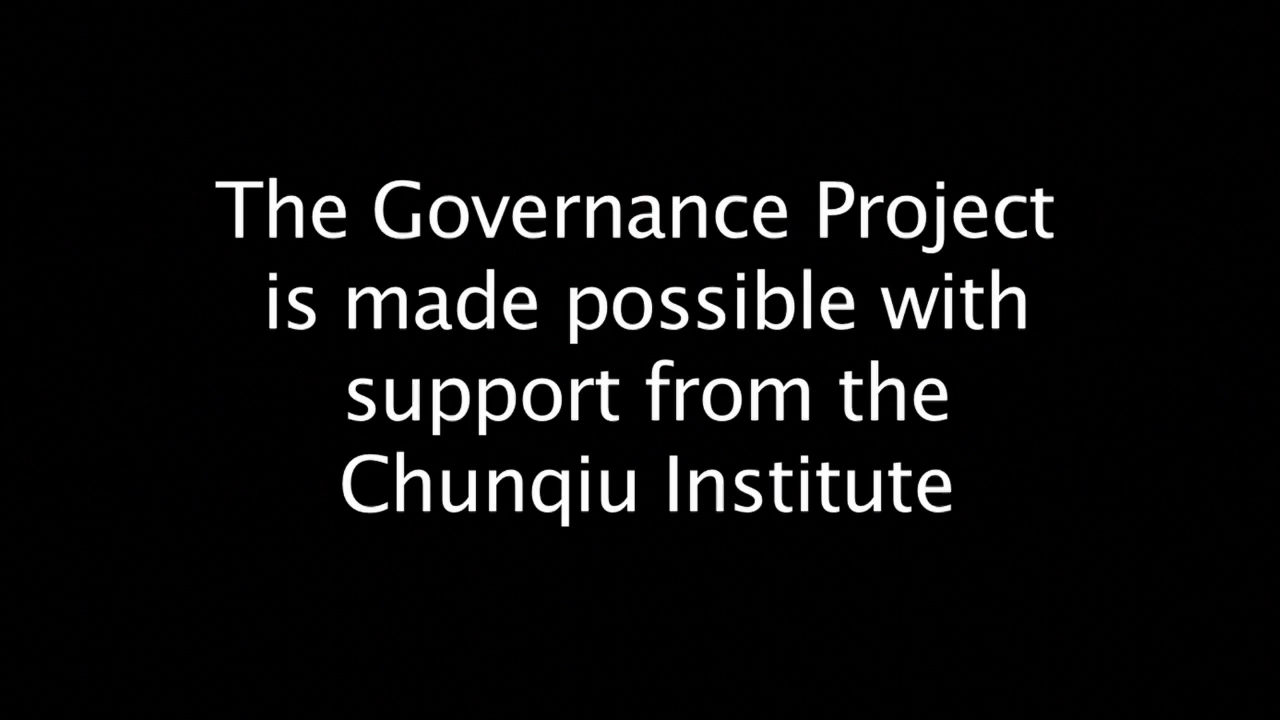 The Governance Project
is made possible with
support from the
Chunqiu Institute